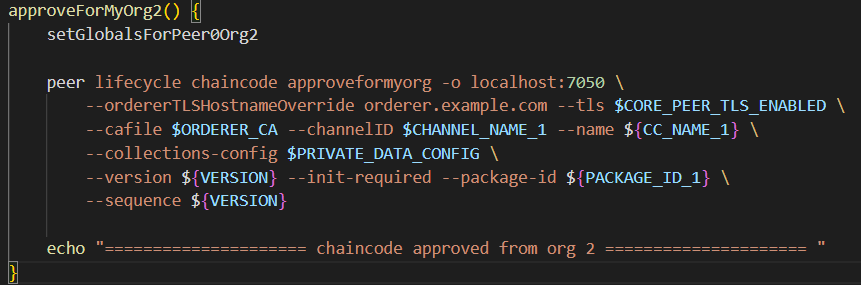 approveForMyOrg2() {
    setGlobalsForPeer0Org2
    peer lifecycle chaincode approveformyorg -o localhost:7050 \
        --ordererTLSHostnameOverride orderer.example.com --tls $CORE_PEER_TLS_ENABLED \
        --cafile $ORDERER_CA --channelID $CHANNEL_NAME_1 --name ${CC_NAME_1} \
        --collections-config $PRIVATE_DATA_CONFIG \
        --version ${VERSION} --init-required --package-id ${PACKAGE_ID_1} \
        --sequence ${VERSION}
    echo "===================== chaincode approved from org 2 ===================== "
}